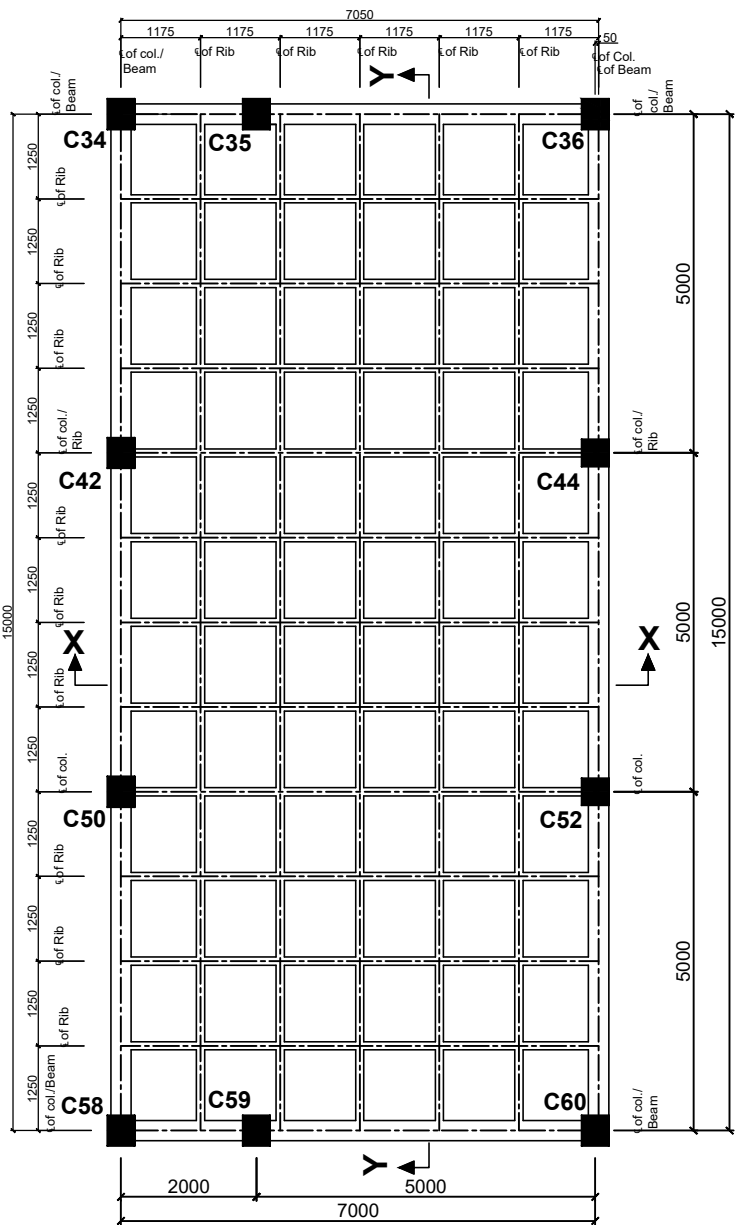 7050
1175 1175 1175 1175 1175 1175
50
℄of col./
Beam
℄of Rib
℄of Rib
℄of Rib
℄of Rib
℄of Rib
℄of Col.
℄of Beam
Y
℄of col./
Beam
℄of
col./
Beam
C34
C35
C36
1250
℄of Rib
1250
℄of Rib
5000
1250
℄of Rib
1250
℄of col./
Rib
℄of col./
Rib
C42
C44
1250
℄of Rib
1250
℄of Rib
15000
5000
15000
X
X
1250
℄of Rib
1250
℄of col.
℄of col.
C50
C52
1250
℄of Rib
1250
℄of Rib
5000
1250
℄of Rib
1250
℄of col./Beam
℄of col./
Beam
C58
C59
C60
Y
2000
5000
7000